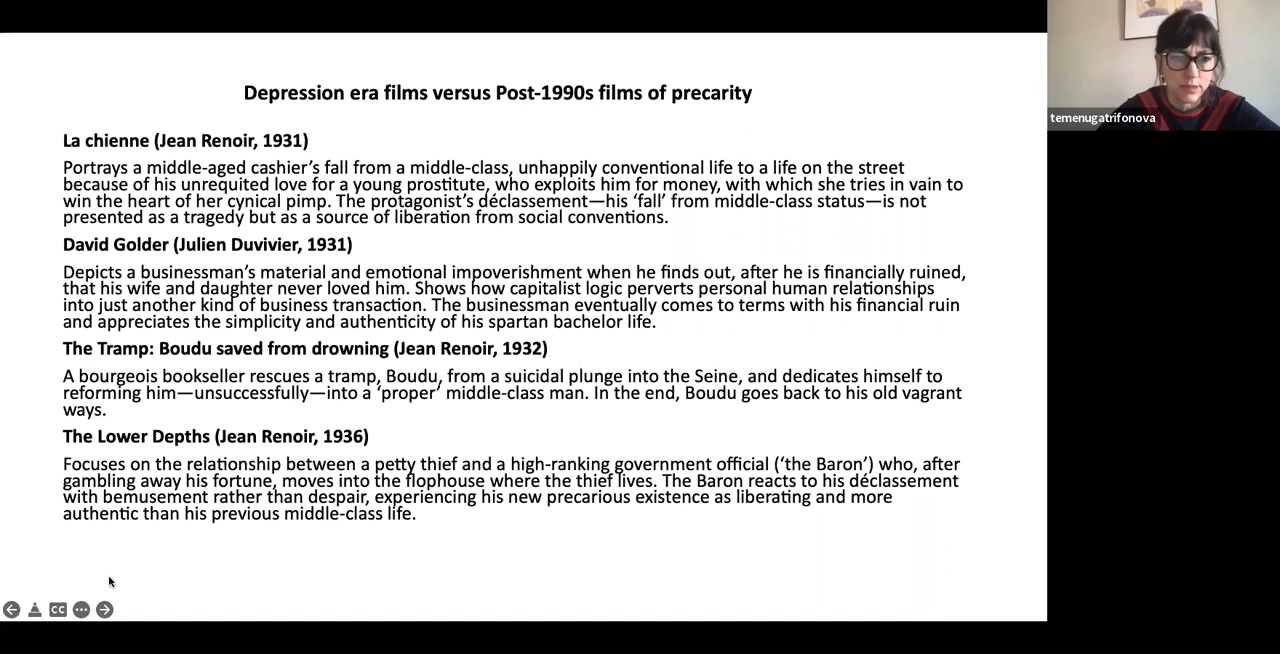 Depression era films versus Post-1990s films of precarity
temenugatrifonova
La chienne (Jean Renoir, 1931)
Portrays a middle-aged cashier’s fall from a middle-class, unhappily conventional life to a life on the street
because of his unrequited love for a young prostitute, who exploits him for money, with which she tries in vain to
win the heart of her cynical pimp. The protagonist’s déclassement—his ‘fall’ from middle-class status—is not
presented as a tragedy but as a source of liberation from social conventions.
David Golder (Julien Duvivier, 1931)
Depicts a businessman’s material and emotional impoverishment when he finds out, after he is financially ruined,
that his wife and daughter never loved him. Shows how capitalist logic perverts personal human relationships
into just another kind of business transaction. The businessman eventually comes to terms with his financial ruin
and appreciates the simplicity and authenticity of his spartan bachelor life.
The Tramp: Boudu saved from drowning (Jean Renoir, 1932)
A bourgeois bookseller rescues a tramp, Boudu, from a suicidal plunge into the Seine, and dedicates himself to
reforming him—unsuccessfully—into a ‘proper’ middle-class man. In the end, Boudu goes back to his old vagrant
ways.
The Lower Depths (Jean Renoir, 1936)
Focuses on the relationship between a petty thief and a high-ranking government official (‘the Baron’) who, after
gambling away his fortune, moves into the flophouse where the thief lives. The Baron reacts to his déclassement
with bemusement rather than despair, experiencing his new precarious existence as liberating and more
authentic than his previous middle-class life.
CC